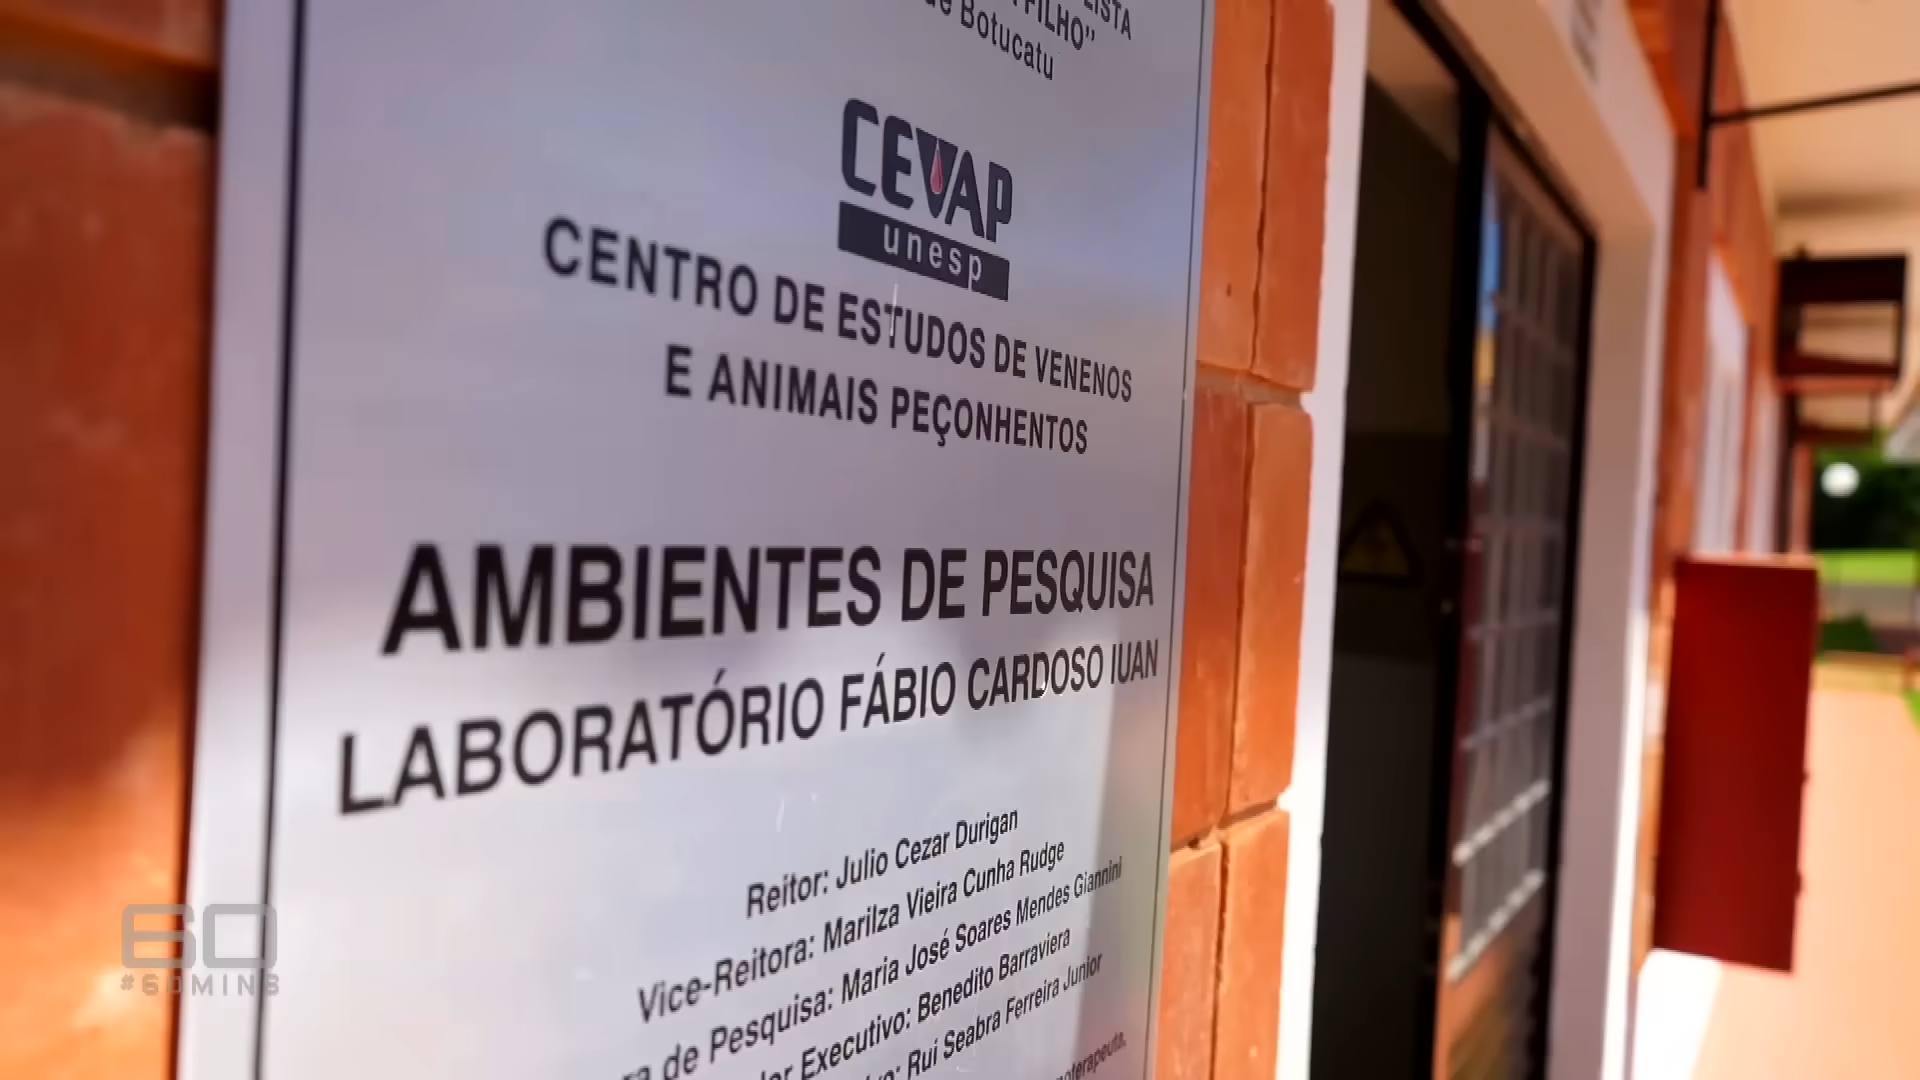 LISTA
FILHO"
de Botucatu
CEVAP
unesp
CENTRO DE ESTUDOS DE VENENOS
E ANIMAIS PEÇONHENTOS
AMBIENTES DE PESQUISA
LABORATÓRIO FÁBIO CARDOSO IUAN
Reitor: Julio Cezar Durigan
Vice-Reitora: Marilza Vieira Cunha Rudge
de Pesquisa: Maria José Soares Mendes Giannini
Executivo: Benedito Barraviera
Rui Seabra Ferreira Junior
60
#60MINS